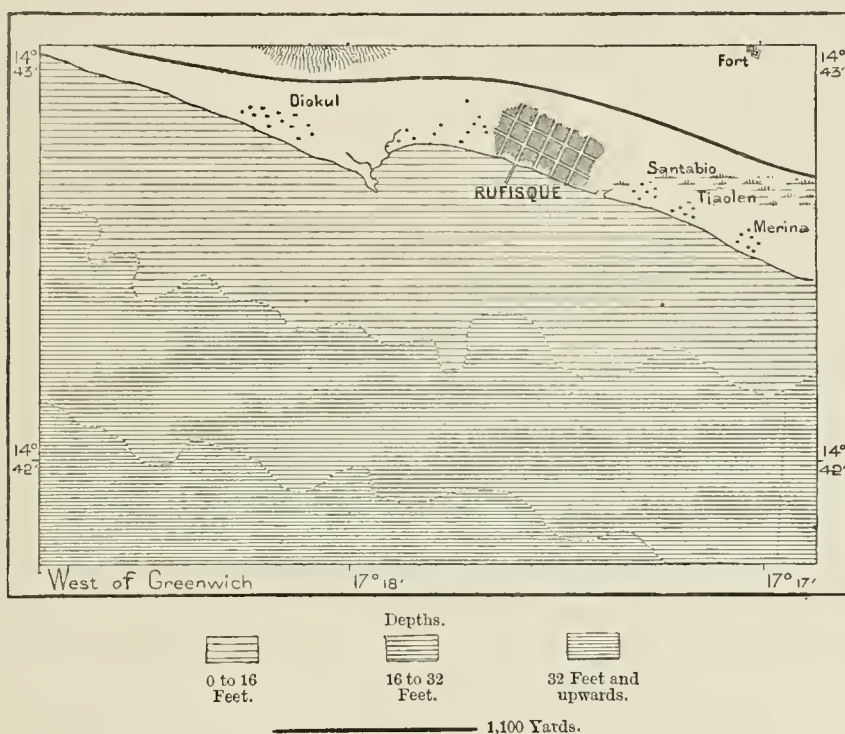 14° 43'
Fort
14° 43'
Diokul
Santabio
RUFISQUE
Tiaolen
Merina
14° 42'
14° 42'
West of Greenwich
17° 18'
17° 17'
Depths.
0 to 16 Feet.
16 to 32 Feet.
32 Feet and upwards.
1,100 Yards.